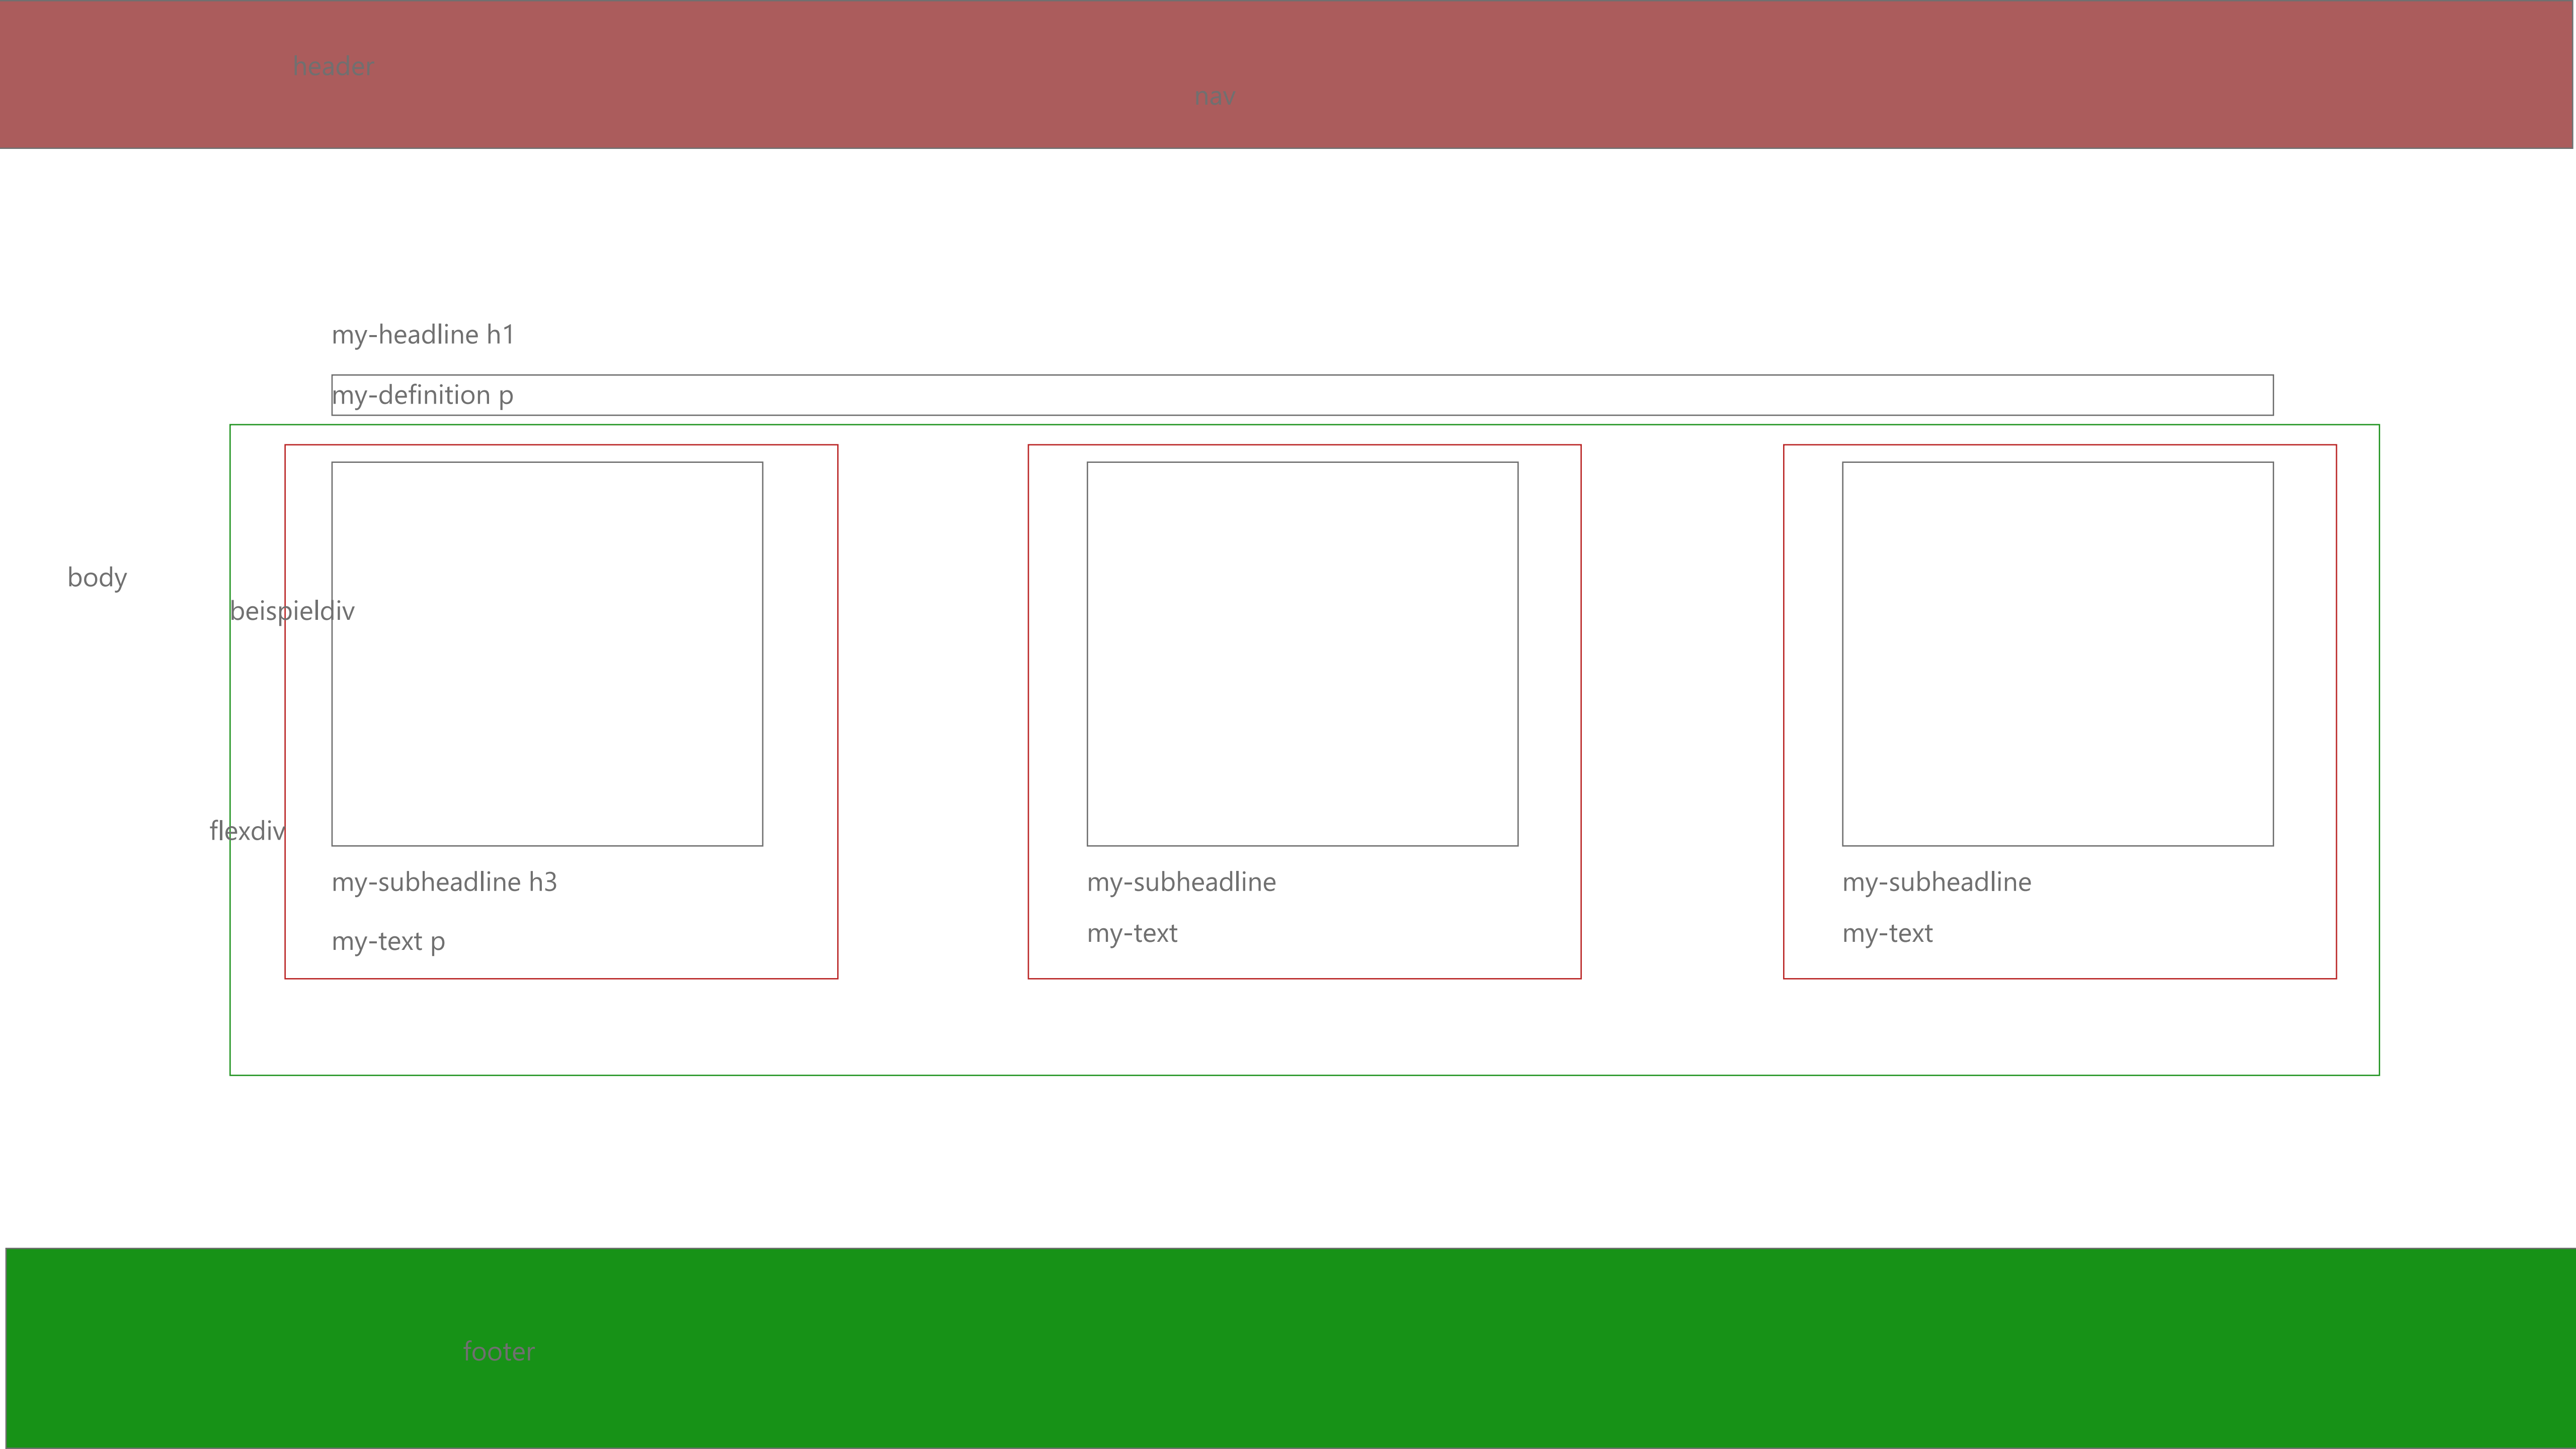 header
nav
my-headline h1
my-definition p
body
beispieldiv
flexdiv
my-subheadline h3
my-text p
my-subheadline
my-text
my-subheadline
my-text
footer